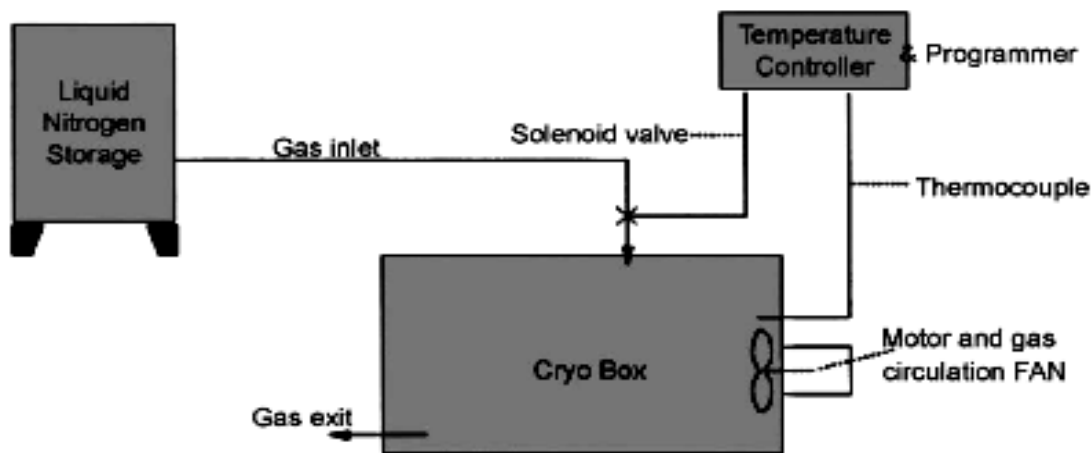 Liquid
Nitrogen
Storage
Gas inlet
Temperature
Controller
& Programmer
Solenoid valve
Thermocouple
Cryo Box
Motor and gas
circulation FAN
Gas exit